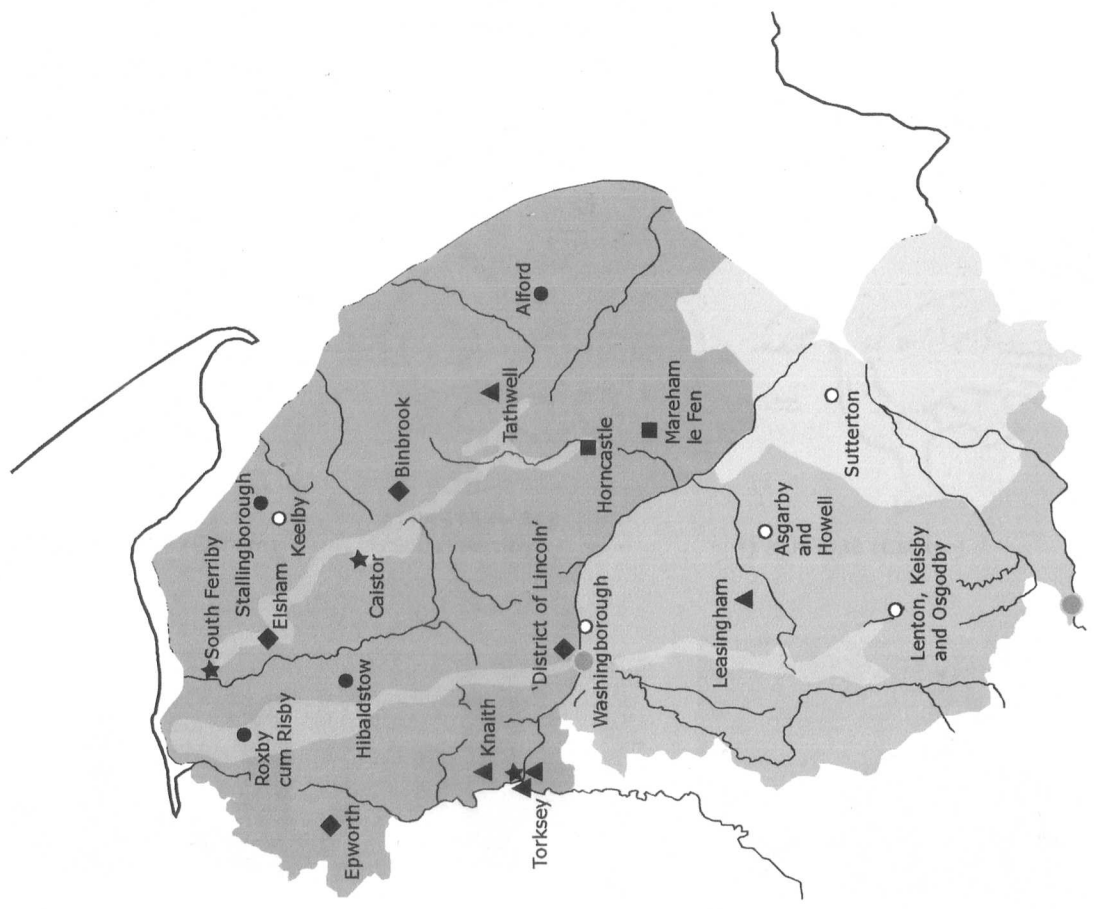 South Ferriby
Stallingborough
Keelby
Elsham
Caistor
Binbrook
Tathwell
Alford
Roxby
cum Risby
Hibaldstow
Epworth
Knaith
Torksey
'District of Lincoln'
Washingborough
Horncastle
Mareham
le Fen
Leasingham
Asgarby
and
Howell
Sutterton
Lenton, Keisby
and Osgodby